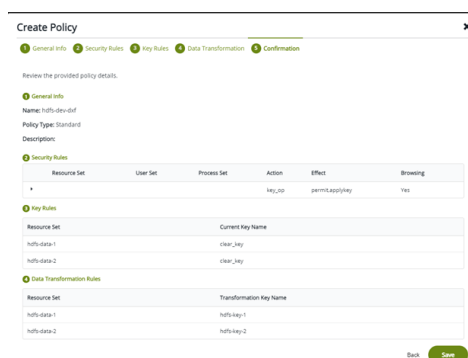 Create Policy
1 General Info 2 Security Rules 3 Key Rules 4 Data Transformation 5 Confirmation
Review the provided policy details.
1 General Info
Name: hdfs-dev-dxf
Policy Type: Standard
Description:
2 Security Rules
Resource Set User Set Process Set Action Effect Browsing
key_op permit,applykey Yes
3 Key Rules
Resource Set Current Key Name
hdfs-data-1 clear_key
hdfs-data-2 clear_key
4 Data Transformation Rules
Resource Set Transformation Key Name
hdfs-data-1 hdfs-key-1
hdfs-data-2 hdfs-key-2
Back Save